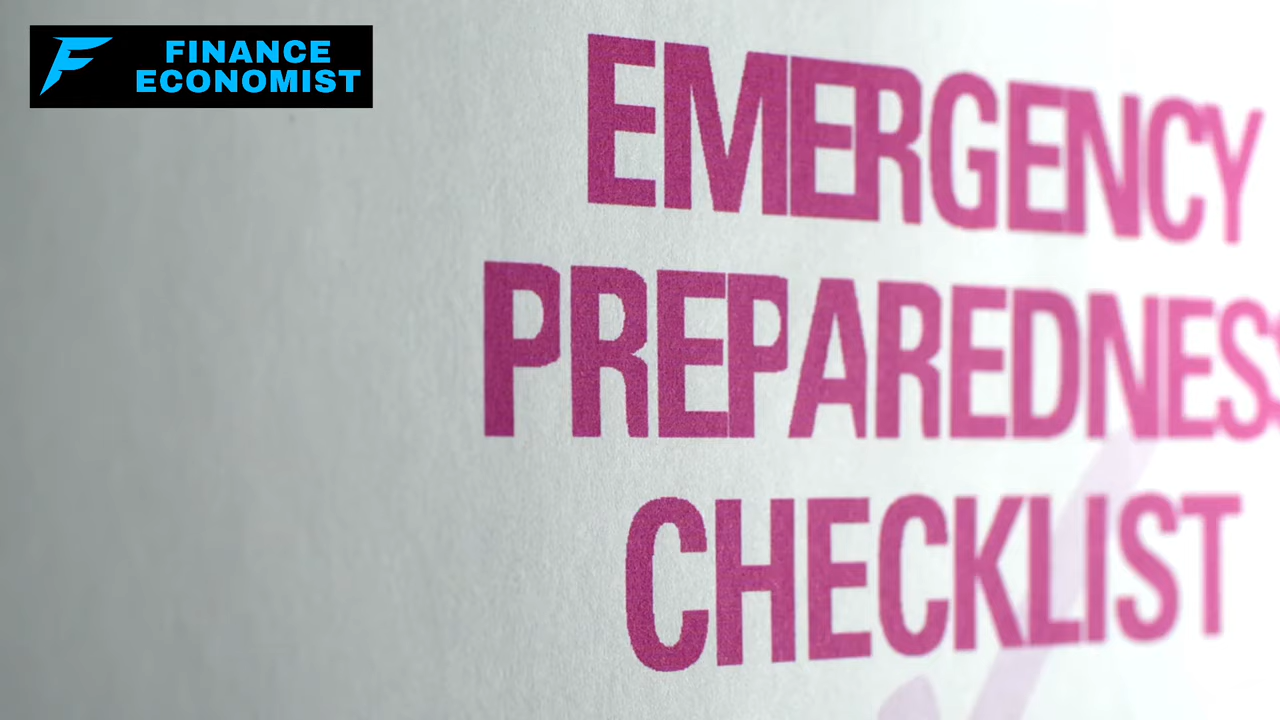 FINANCE
ECONOMIST
EMERGENCY
PREPAREDNES
CHECKLIST